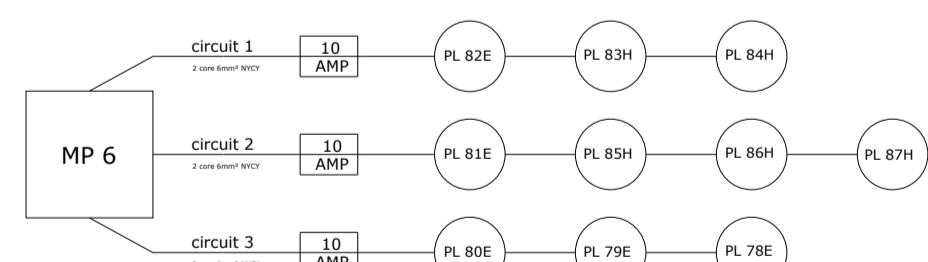 circuit 1
2 core 6mm² NYCY
10
AMP
PL 82E
PL 83H
PL 84H
MP 6
circuit 2
2 core 6mm² NYCY
10
AMP
PL 81E
PL 85H
PL 86H
PL 87H
circuit 3
10
AMP
PL 80E
PL 79E
PL 78E